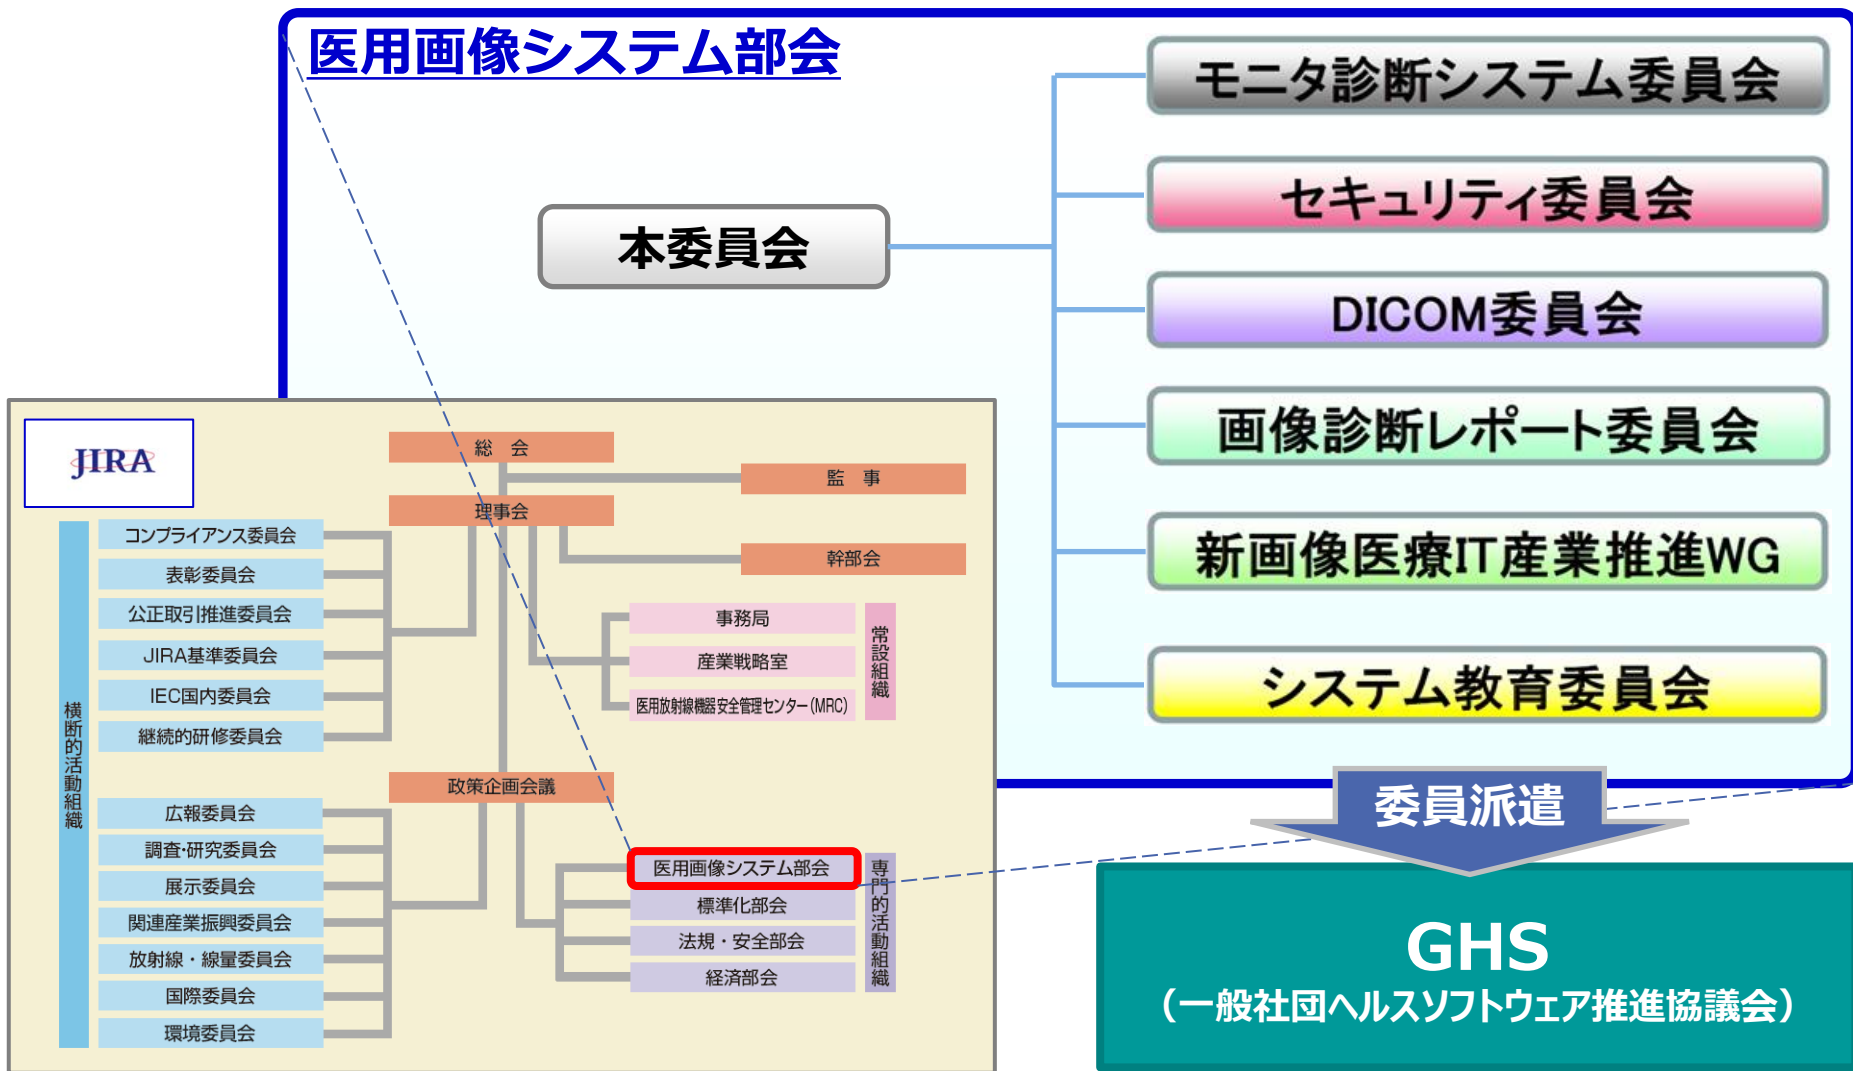 医用画像システム部会
モニタ診断システム委員会
セキュリティ委員会
本委員会
DICOM委員会
画像診断レポート委員会
新画像医療IT産業推進WG
システム教育委員会
委員派遣
GHS
（一般社団ヘルスソフトウェア推進協議会）
JIRA
総　会
監　事
理事会
幹部会
横断的活動組織
コンプライアンス委員会
表彰委員会
公正取引推進委員会
JIRA基準委員会
IEC国内委員会
継続的研修委員会
事務局
産業戦略室
医用放射線機器安全管理センター（MRC）
常設組織
政策企画会議
広報委員会
調査・研究委員会
展示委員会
関連産業振興委員会
放射線・線量委員会
国際委員会
環境委員会
医用画像システム部会
標準化部会
法規・安全部会
経済部会
専門的活動組織